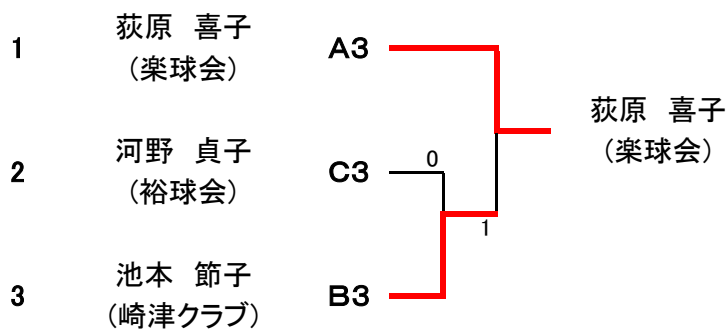 1
荻原　喜子
（楽球会）
A3
2
河野　貞子
（裕球会）
C3
0
3
池本　節子
（崎津クラブ）
B3
1
荻原　喜子
（楽球会）